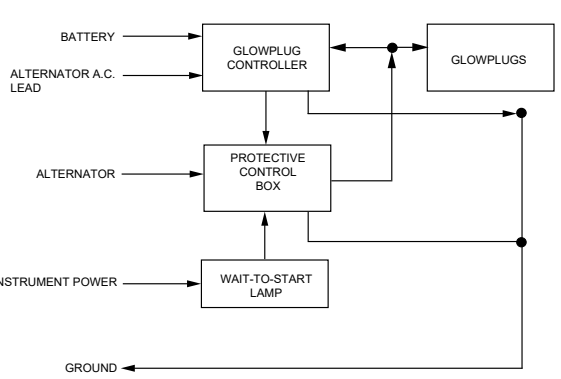 BATTERY
GLOWPLUG
CONTROLLER
GLOWPLUGS
ALTERNATOR A.C.
LEAD
PROTECTIVE
CONTROL
BOX
ALTERNATOR
WAIT-TO-START
LAMP
NSTRUMENT POWER
GROUND